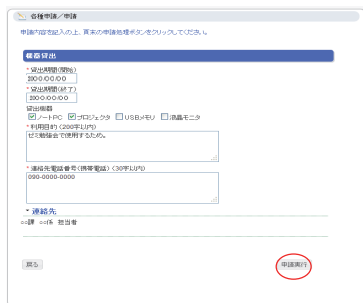 各種申請／申請
申請内容を記入の上、頁末の申請処理ボタンをクリックしてください。
機器貸出
*貸出期間(開始)
2000/00/00
*貸出期間(終了)
2000/00/00
貸出機器
ノートPC プロジェクタ USBメモリ 液晶モニタ
*利用目的(200字以内)
ゼミ勉強会で使用するため。
*連絡先電話番号(携帯電話)(30字以内)
090-0000-0000
*連絡先
○○課 ○○係 担当者
戻る
申請実行